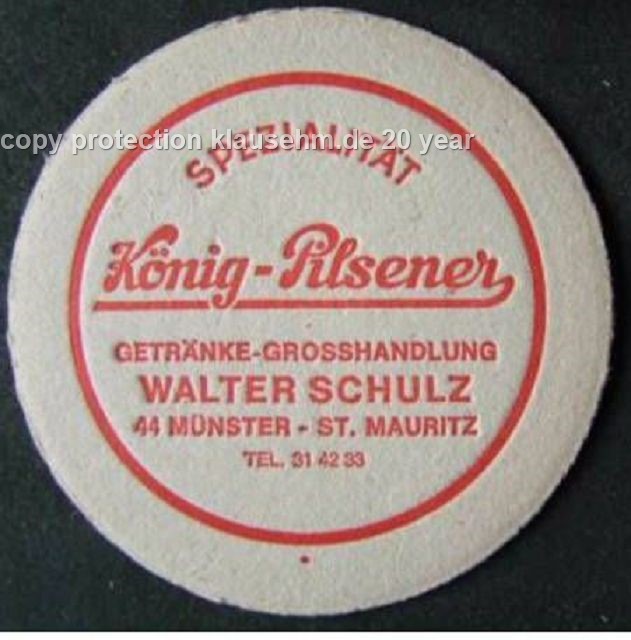 copy protection klausehm.de 20 year
SPEZIALITÄT
König-Pilsener
GETRÄNKE-GROSSHANDLUNG
WALTER SCHULZ
44 MÜNSTER - ST. MAURITZ
TEL. 31 42 33